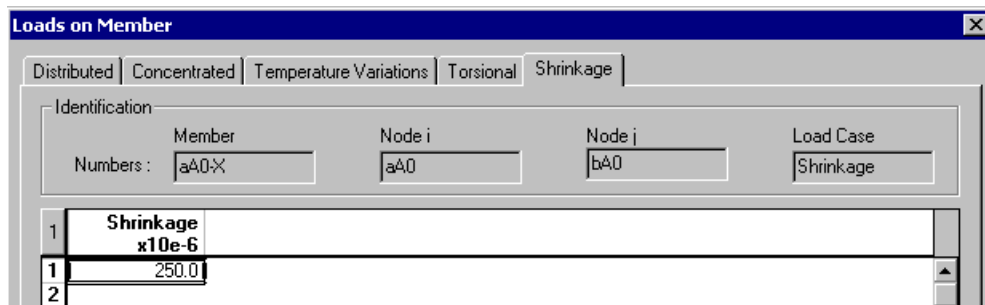 Loads on Member
Distributed Concentrated Temperature Variations Torsional Shrinkage
Identification
Member Node i Node j Load Case
Numbers : aA0-X aA0 bA0 Shrinkage
1 Shrinkage
x10e-6
1 250.0
2